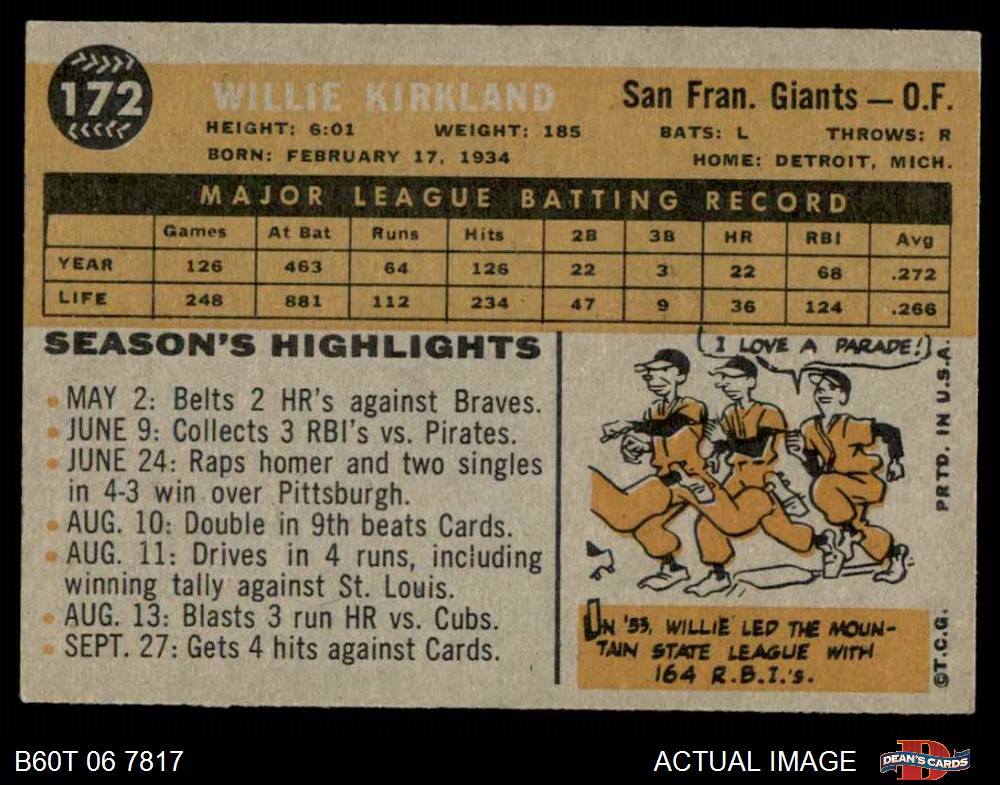 172
WILLIE KIRKLAND
San Fran. Giants — O.F.
HEIGHT: 6:01 WEIGHT: 185 BATS: L THROWS: R
BORN: FEBRUARY 17, 1934 HOME: DETROIT, MICH.
MAJOR LEAGUE BATTING RECORD
Games At Bat Runs Hits 2B 3B HR RBI Avg
YEAR 126 463 64 126 22 3 22 68 .272
LIFE 248 881 112 234 47 9 36 124 .266
SEASON'S HIGHLIGHTS
• MAY 2: Belts 2 HR's against Braves.
• JUNE 9: Collects 3 RBI's vs. Pirates.
• JUNE 24: Raps homer and two singles
in 4-3 win over Pittsburgh.
• AUG. 10: Double in 9th beats Cards.
• AUG. 11: Drives in 4 runs, including
winning tally against St. Louis.
• AUG. 13: Blasts 3 run HR vs. Cubs.
• SEPT. 27: Gets 4 hits against Cards.
I LOVE A PARADE!
IN '53, WILLIE LED THE MOUN-
TAIN STATE LEAGUE WITH
164 R.B.I.'s.
©T.C.G. PRTD. IN U.S.A.
B60T 06 7817
ACTUAL IMAGE
D
DEAN'S CARDS